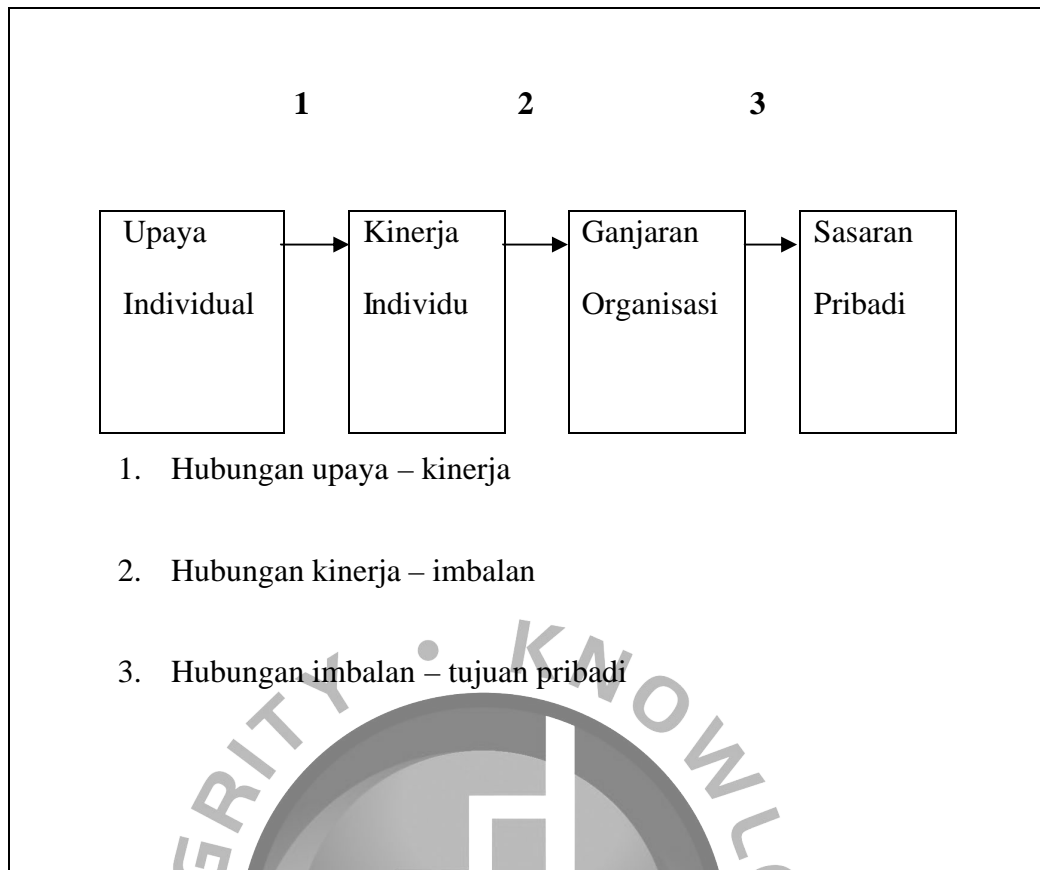 1 2 3
Upaya Kinerja Ganjaran Sasaran
Individual Individu Organisasi Pribadi
1. Hubungan upaya – kinerja
2. Hubungan kinerja – imbalan
3. Hubungan imbalan – tujuan pribadi